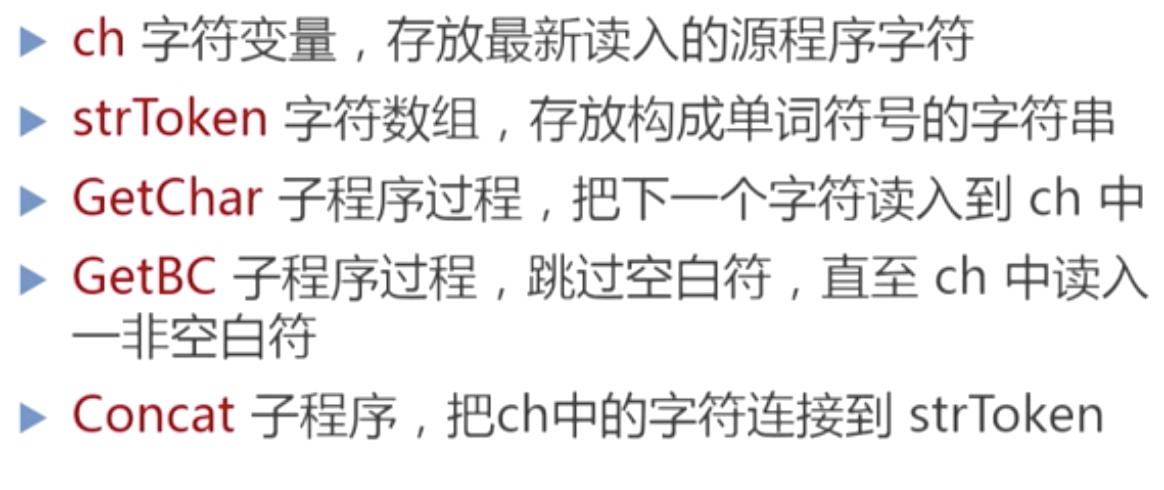 ch 字符变量，存放最新读入的源程序字符
strToken 字符数组，存放构成单词符号的字符串
GetChar 子程序过程，把下一个字符读入到 ch 中
GetBC 子程序过程，跳过空白符，直至 ch 中读入
一非空白符
Concat 子程序，把ch中的字符连接到 strToken